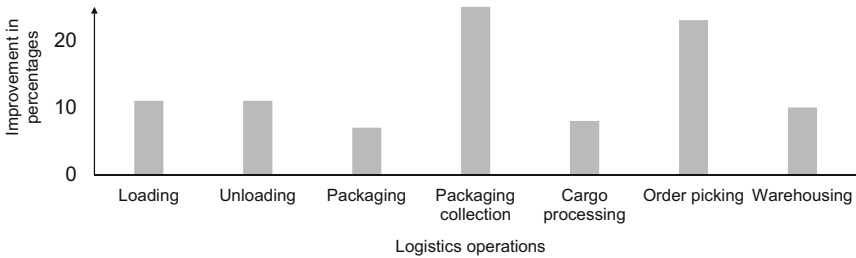 Improvement in
percentages
20
10
0
Loading
Unloading
Packaging
Packaging
collection
Cargo
processing
Order picking
Warehousing
Logistics operations